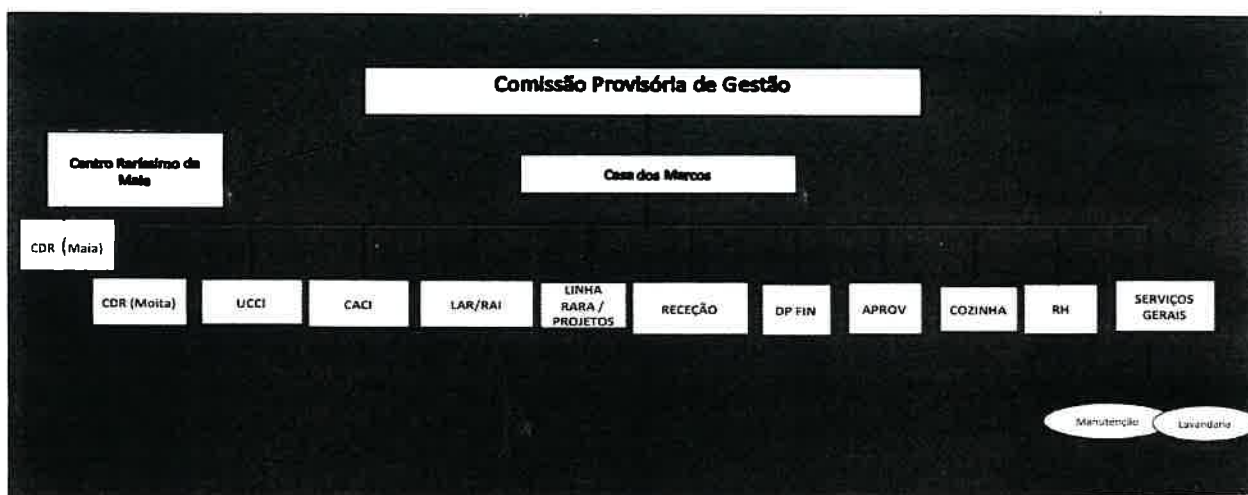 Comissão Provisória de Gestão
Centro Raríssimo da
Maia
Casa dos Marcos
CDR (Maia)
CDR (Moita)
UCCI
CACI
LAR/RAI
LINHA
RARA /
PROJETOS
RECEÇÃO
DP FIN
APROV
COZINHA
RH
SERVIÇOS
GERAIS
Manutenção
Lavandaria